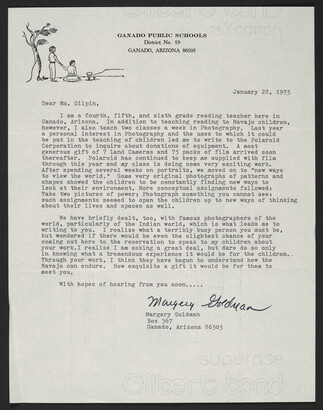 GANADO PUBLIC SCHOOLS
District No. 19
GANADO, ARIZONA 86505
January 28, 1975
Dear Ms. Gilpin,
I am a fourth, fifth, and sixth grade reading teacher here in
Ganado, Arizona. In addition to teaching reading to Navajo children,
however, I also teach two classes a week in Photography. Last year
a personal interest in Photography and the uses to which it could
be put in the teaching of children led me to write to the Polaroid
Corporation to inquire about donations of equipment. A most
generous gift of 9 Land Cameras and 75 packs of film arrived soon
thereafter. Polaroid has continued to keep me supplied with film
through this year and my class is doing some very exciting work.
After spending several weeks on portraits, we moved on to "new ways
to view the world." Some very original photographs of patterns and
shapes showed the children to be capable of finding new ways to
look at their environment. More conceptual assignments followed:
Take two pictures of power; Photograph something you cannot see;
such assignments seemed to open the children up to new ways of thinking
about their lives and spaces as well.
We have briefly dealt, too, with famous photographers of the
world, particularly of the Indian world, which is what leads me to
writing to you. I realize what a terribly busy person you must be,
but wondered if there would be even the slightest chance of your
coming out here to the reservation to speak to my children about
your work. I realize I am asking a great deal, but dare do so only
in knowing what a tremendous experience it would be for the children.
Through your work, I think they have begun to understand how the
Navajo can endure. How exquisite a gift it would be for them to
meet you.
With hopes of hearing from you soon.....
Margery Goldman
Margery Goldmann
Box 367
Ganado, Arizona 86505